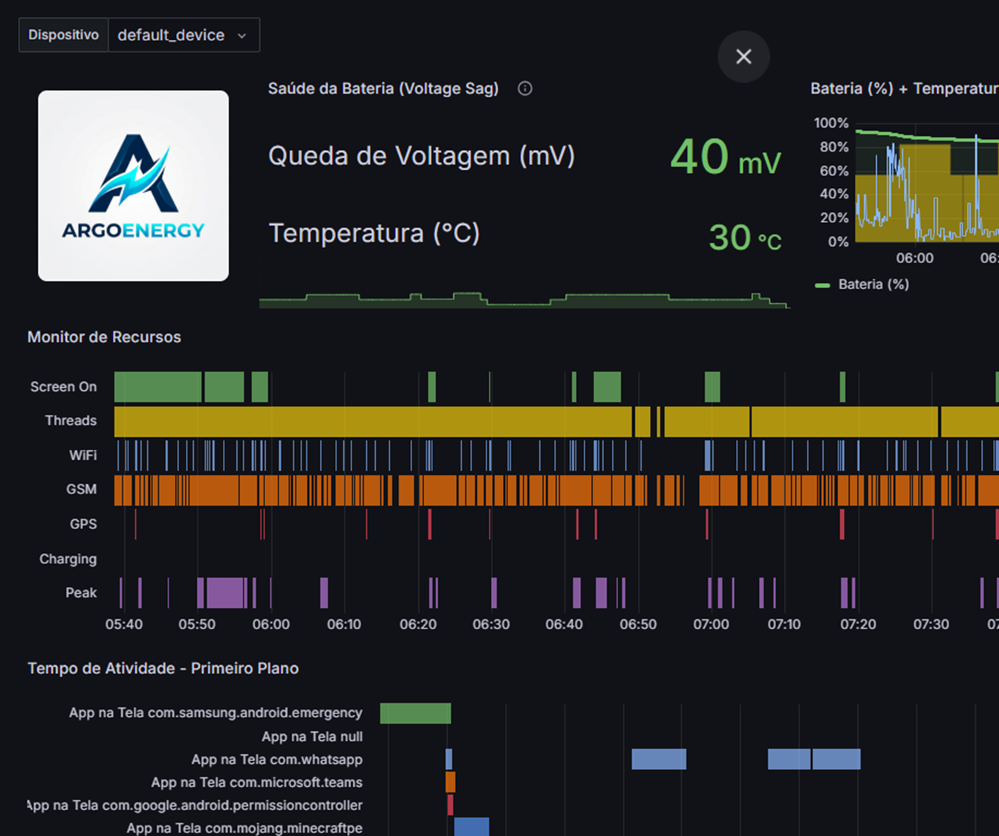 Dispositivo default_device
Saúde da Bateria (Voltage Sag)
Bateria (%) + Temperatur
ARGOENERGY
Queda de Voltagem (mV) 40 mV
Temperatura (°C) 30 °C
100%
80%
60%
40%
20%
0%
06:00 06:
Bateria (%)
Monitor de Recursos
Screen On
Threads
WiFi
GSM
GPS
Charging
Peak
05:40 05:50 06:00 06:10 06:20 06:30 06:40 06:50 07:00 07:10 07:20 07:30 07
Tempo de Atividade - Primeiro Plano
App na Tela com.samsung.android.emergency
App na Tela null
App na Tela com.whatsapp
App na Tela com.microsoft.teams
App na Tela com.google.android.permissioncontroller
App na Tela com.mojang.minecraftpe